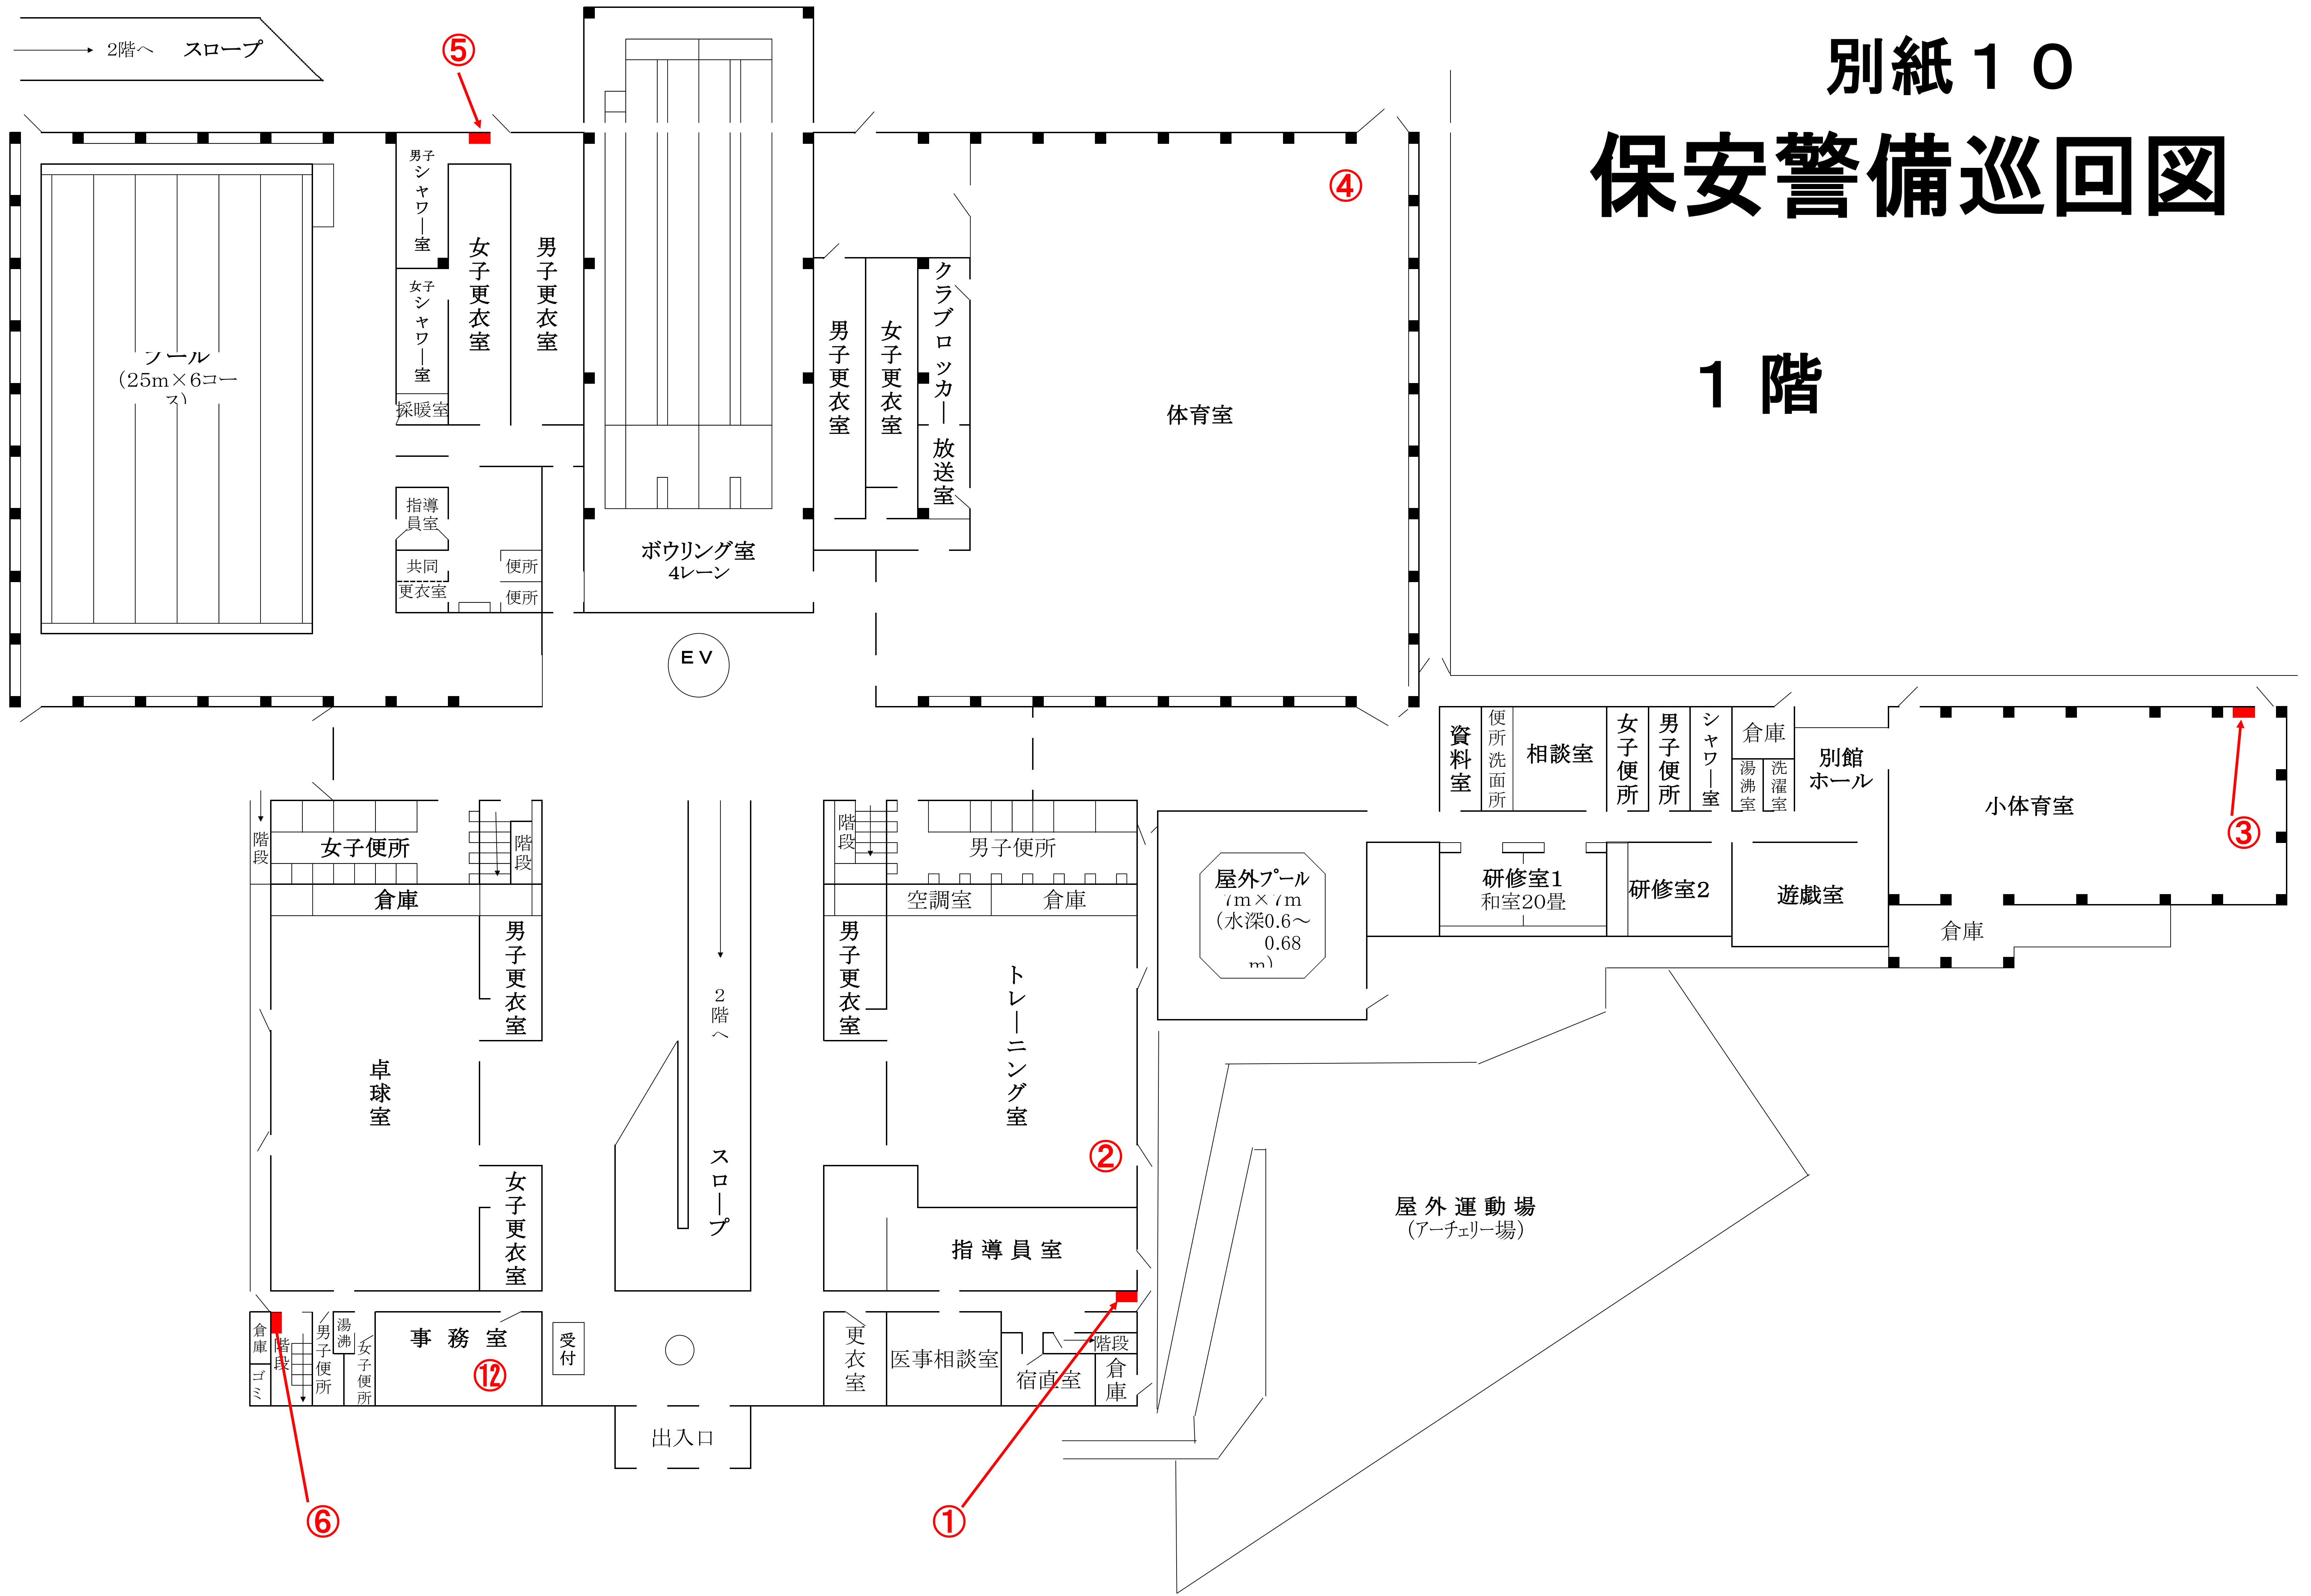 別紙１０
保安警備巡回図
１階
2階へ　スロープ
⑤
④
男子シャワー室
女子シャワー室
女子更衣室
男子更衣室
採暖室
プール
（25m×6コー
ス）
指導
員室
共同
更衣室
便所
便所
ボウリング室
4レーン
男子更衣室
女子更衣室
クラブロッカー
放送室
体育室
ＥＶ
資料室
便所
洗面所
相談室
女子便所
男子便所
シャワー室
倉庫
湯沸室
洗濯室
別館
ホール
小体育室
③
階段
女子便所
階段
倉庫
階段
男子便所
空調室
倉庫
屋外プール
7m×7m
（水深0.6～
0.68
m）
研修室1
和室20畳
研修室2
遊戯室
倉庫
男子更衣室
男子更衣室
2階へ
スロープ
トレーニング室
卓球室
②
女子更衣室
指導員室
屋外運動場
（アーチェリー場）
倉庫
ゴミ
階段
男子便所
湯沸
女子便所
事務室
⑫
受付
更衣室
医事相談室
宿直室
階段
倉庫
出入口
⑥
①